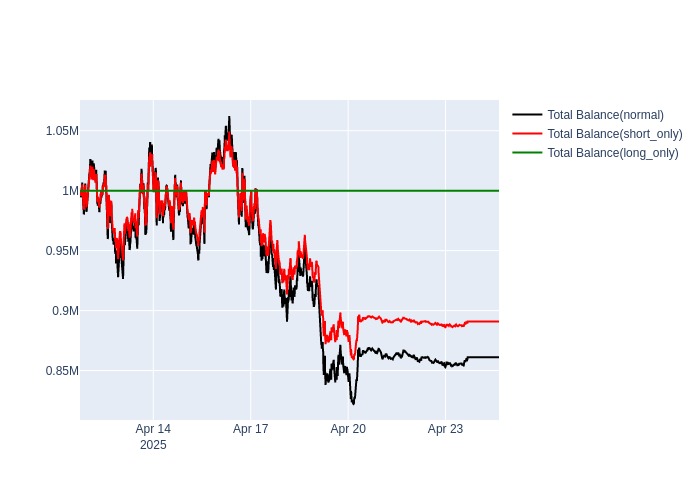 1.05M
1M
0.95M
0.9M
0.85M
Apr 14
2025
Apr 17
Apr 20
Apr 23
Total Balance(normal)
Total Balance(short_only)
Total Balance(long_only)